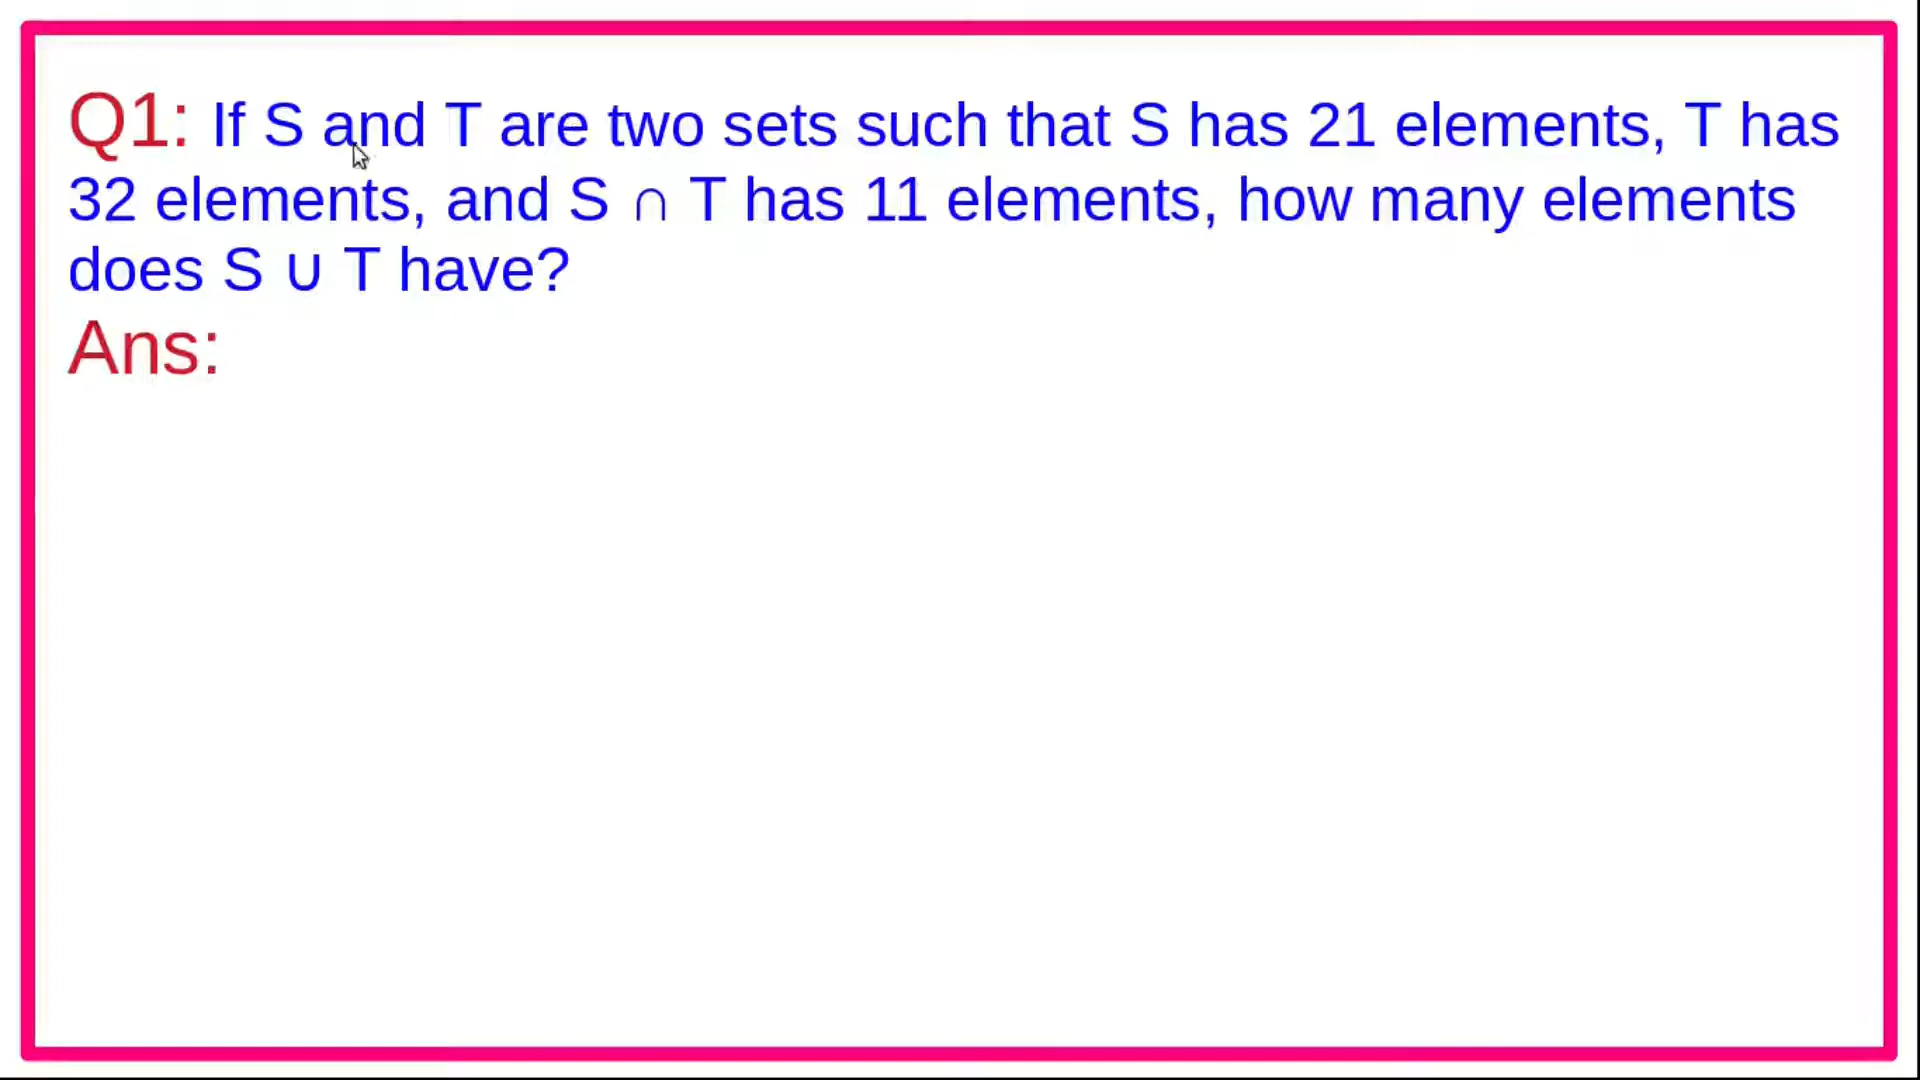 Q1: If S and T are two sets such that S has 21 elements, T has
32 elements, and S ∩ T has 11 elements, how many elements
does S ∪ T have?
Ans: